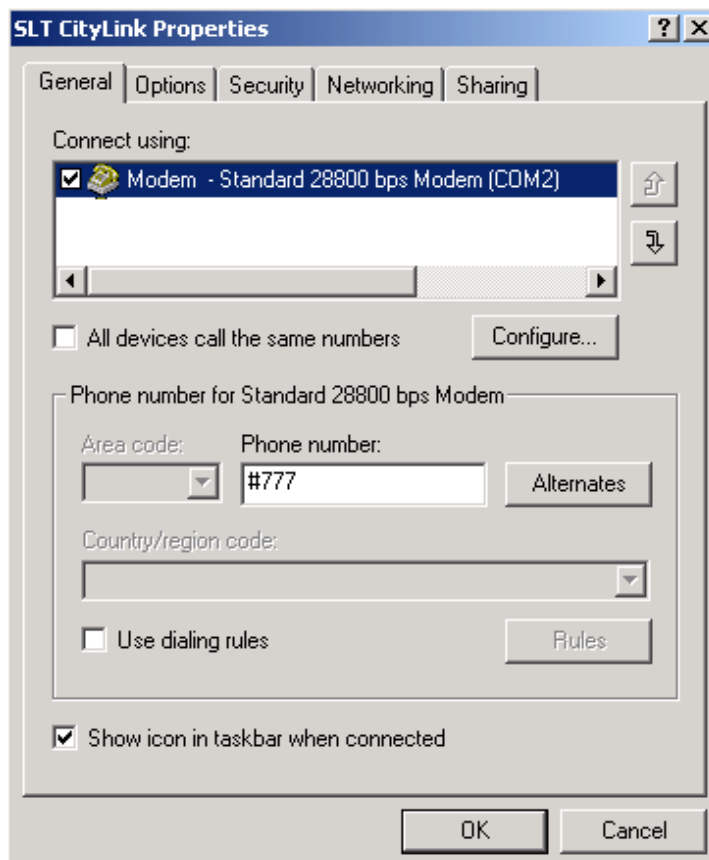 SLT CityLink Properties
General Options Security Networking Sharing
Connect using:
Modem - Standard 28800 bps Modem (COM2)
All devices call the same numbers Configure...
Phone number for Standard 28800 bps Modem
Area code: Phone number:
#777 Alternates
Country/region code:
Use dialing rules Rules
Show icon in taskbar when connected
OK Cancel